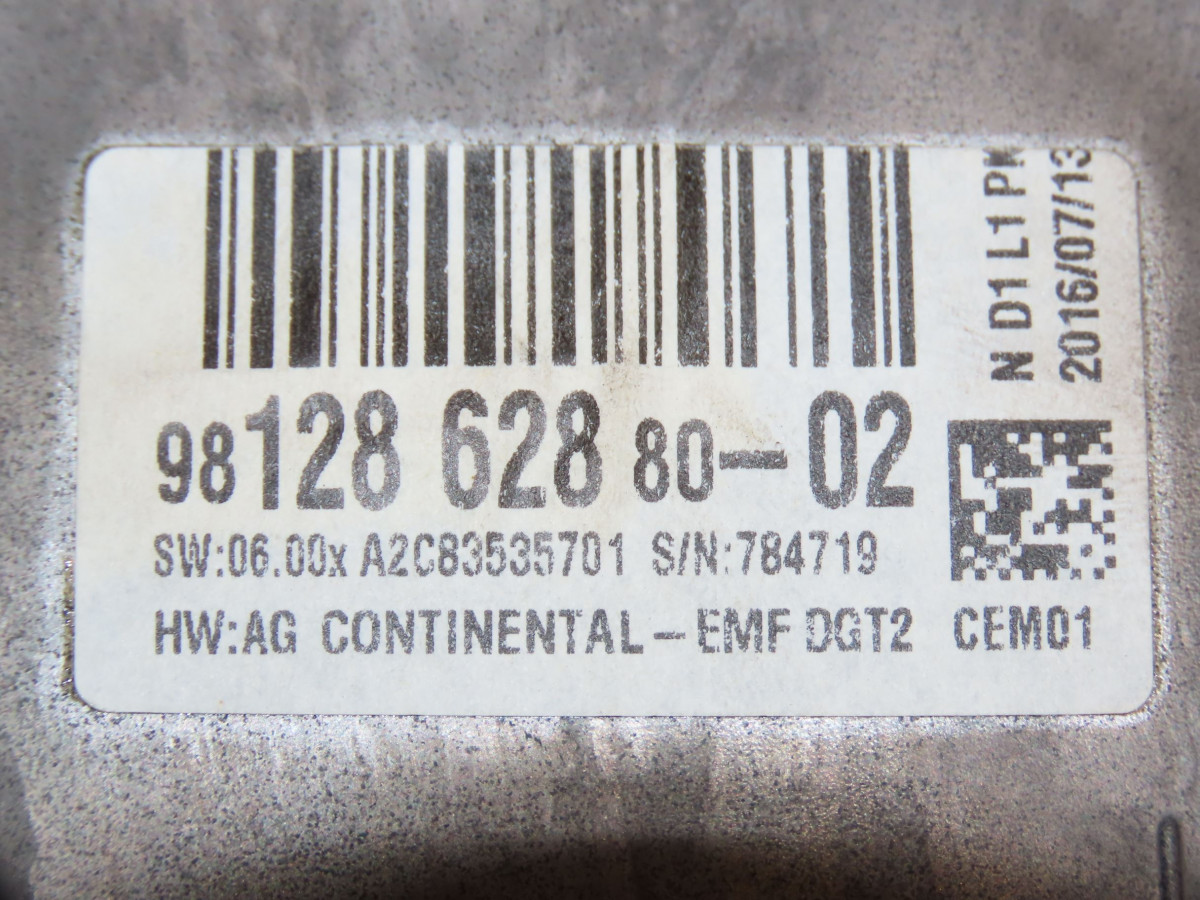 N D1 L1 PK
2016/07/13
98128 628 80-02
SW:06.00x A2C83535701 S/N:784719
HW:AG CONTINENTAL-EMF DGT2 CEM01